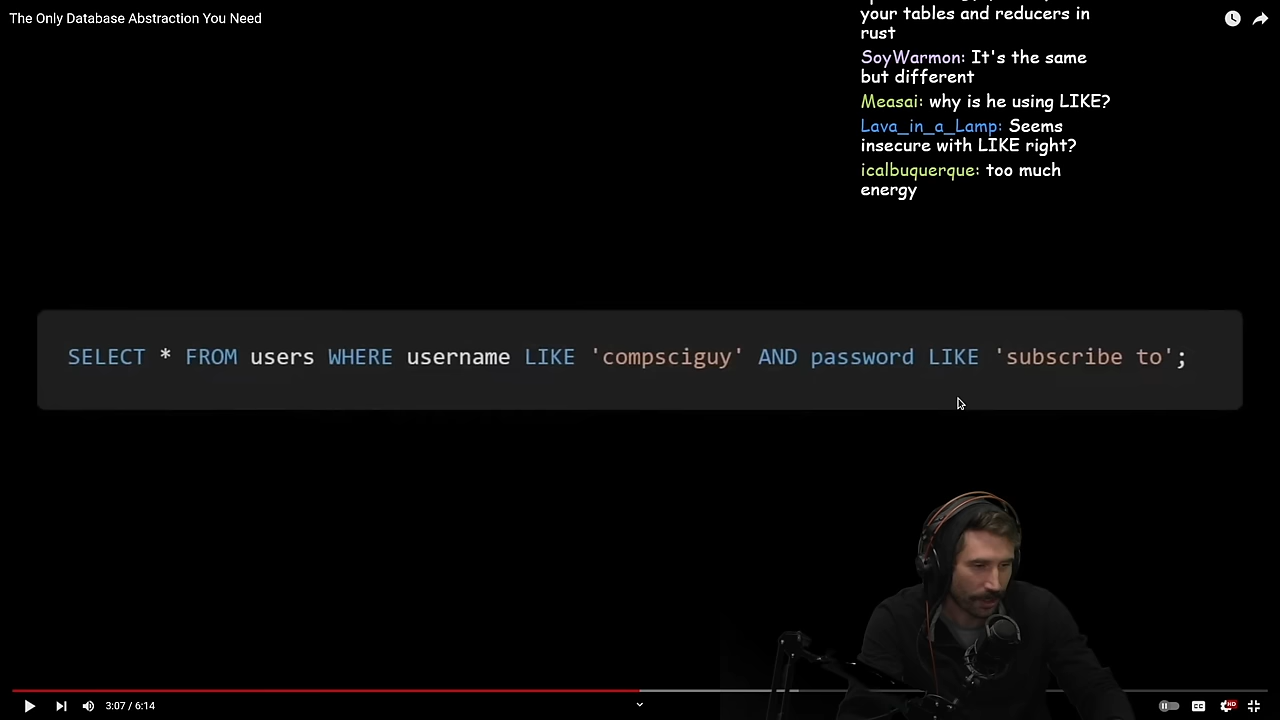 The Only Database Abstraction You Need
your tables and reducers in
rust
SoyWarmon: It's the same
but different
Measai: why is he using LIKE?
Lava_in_a_Lamp: Seems
insecure with LIKE right?
icalbuquerque: too much
energy
SELECT * FROM users WHERE username LIKE 'compsciguy' AND password LIKE 'subscribe to';
3:07 / 6:14
HD